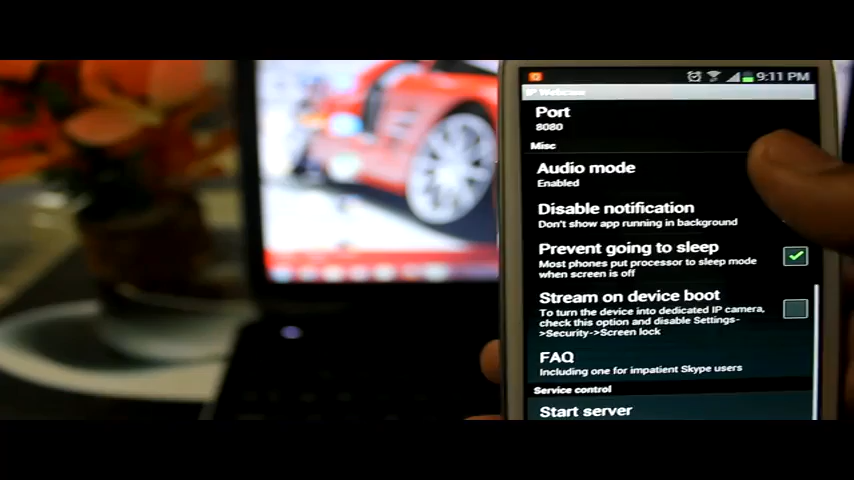 9:11 PM
IP Webcam
Port
8080
Misc
Audio mode
Enabled
Disable notification
Don't show app running in background
Prevent going to sleep
Most phones put processor to sleep mode
when screen is off
Stream on device boot
To turn the device into dedicated IP camera,
check this option and disable Settings-
>Security->Screen lock
FAQ
Including one for impatient Skype users
Service control
Start server